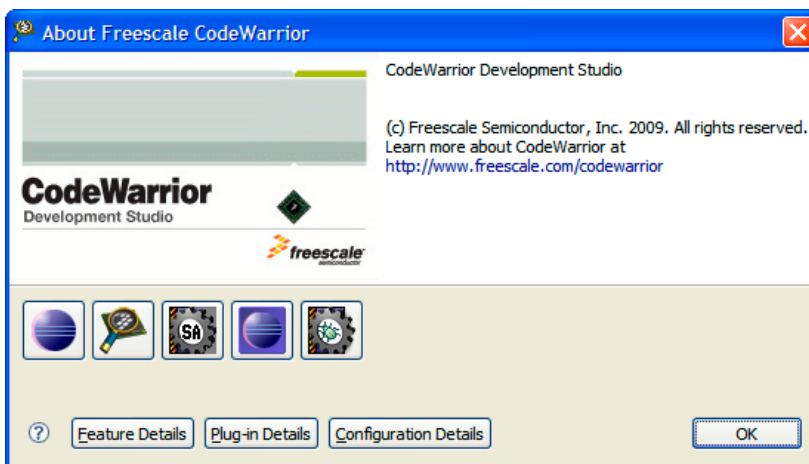 About Freescale CodeWarrior
CodeWarrior Development Studio
(c) Freescale Semiconductor, Inc. 2009. All rights reserved.
Learn more about CodeWarrior at
http://www.freescale.com/codewarrior
CodeWarrior
Development Studio
freescale
semiconductor
SA
?
Feature Details
Plug-in Details
Configuration Details
OK